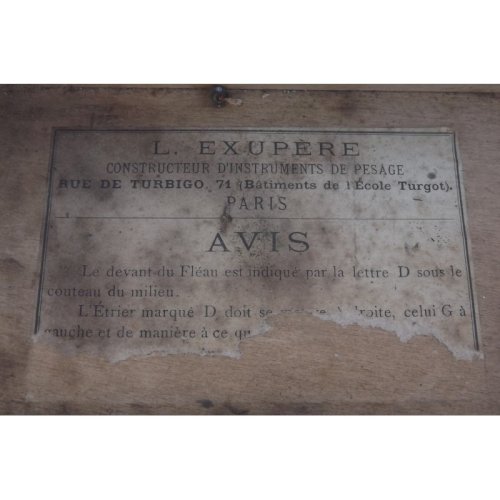 L. EXUPÈRE
CONSTRUCTEUR D'INSTRUMENTS DE PESAGE
RUE DE TURBIGO, 71 (Bâtiments de l'École Turgot).
PARIS
AVIS
Le devant du Fléau est indiqué par la lettre D sous le
couteau du milieu.
L'Étrier marqué D doit se droite, celui G à
gauche et de manière à ce